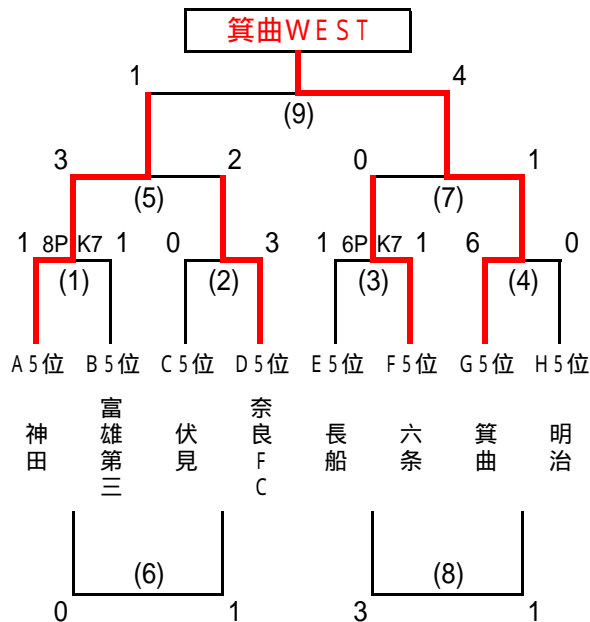 箕曲WEST
1 4
(9)
3 2 0 1
(5) (7)
1 8P K7 1 0 3 1 6P K7 1 6 0
(1) (2) (3) (4)
A5位 B5位 C5位 D5位 E5位 F5位 G5位 H5位
神田
富雄第三
伏見
奈良FC
長船
六条
箕曲
明治
(6) (8)
0 1 3 1